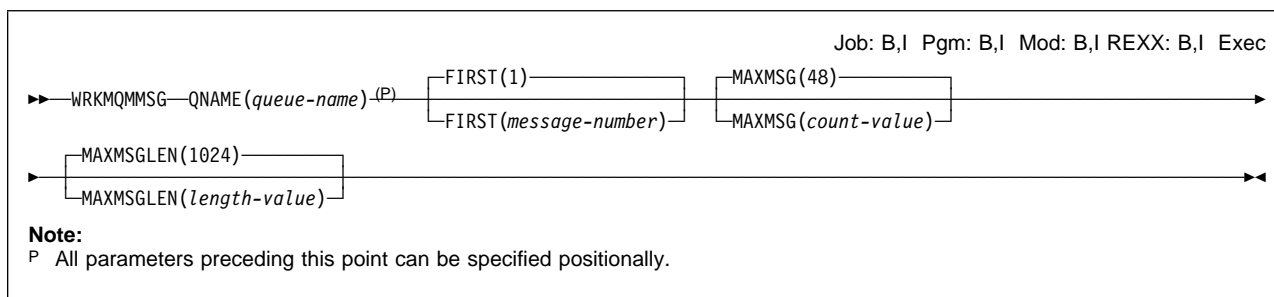 Job: B,I Pgm: B,I Mod: B,I REXX: B,I Exec
FIRST(1) MAXMSG(48)
WRKMQMMSG QNAME(queue-name) (P)
FIRST(message-number) MAXMSG(count-value)
MAXMSGLEN(1024)
MAXMSGLEN(length-value)
Note:
P All parameters preceding this point can be specified positionally.